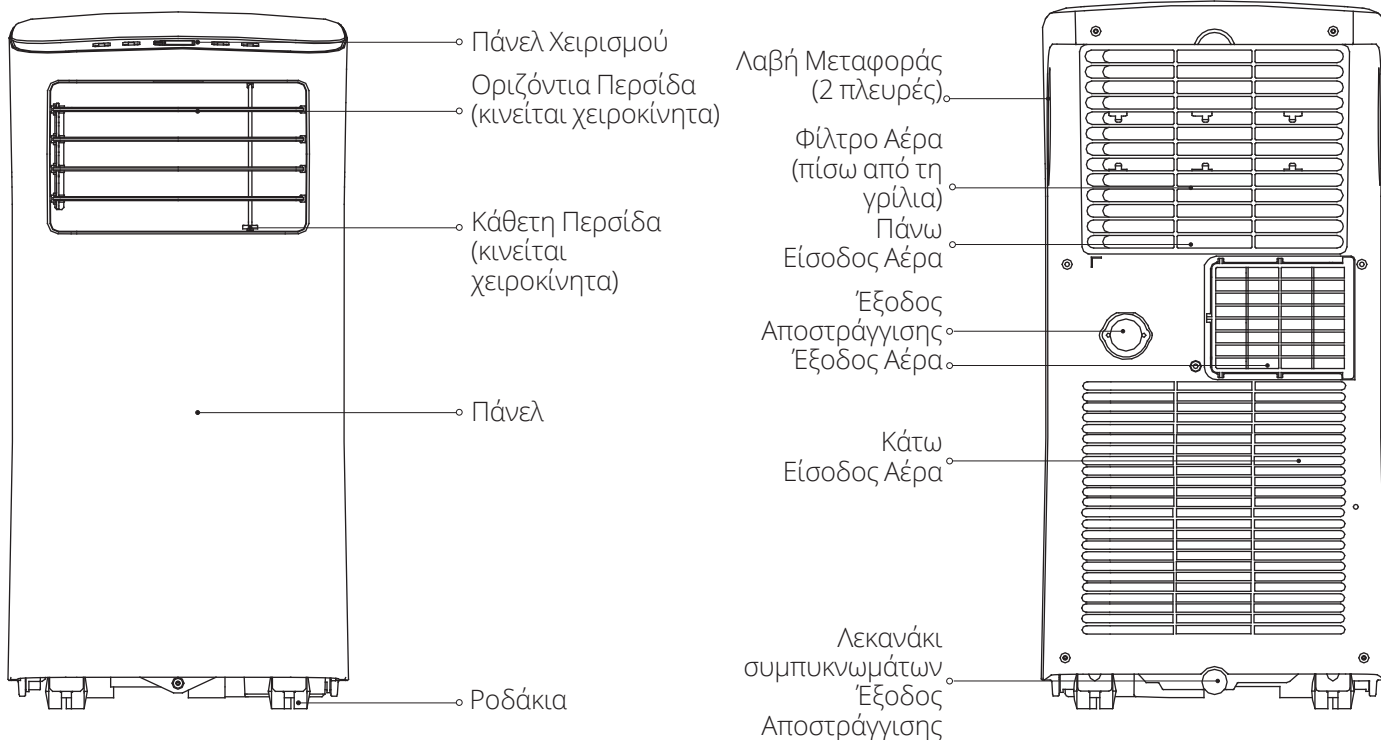 Πάνελ Χειρισμού
Οριζόντια Περσίδα
(κινείται χειροκίνητα)
Κάθετη Περσίδα
(κινείται
χειροκίνητα)
Πάνελ
Ροδάκια
Λαβή Μεταφοράς
(2 πλευρές)
Φίλτρο Αέρα
(πίσω από τη
γρίλια)
Πάνω
Είσοδος Αέρα
Έξοδος
Αποστράγγισης
Έξοδος Αέρα
Κάτω
Είσοδος Αέρα
Λεκανάκι
συμπυκνωμάτων
Έξοδος
Αποστράγγισης